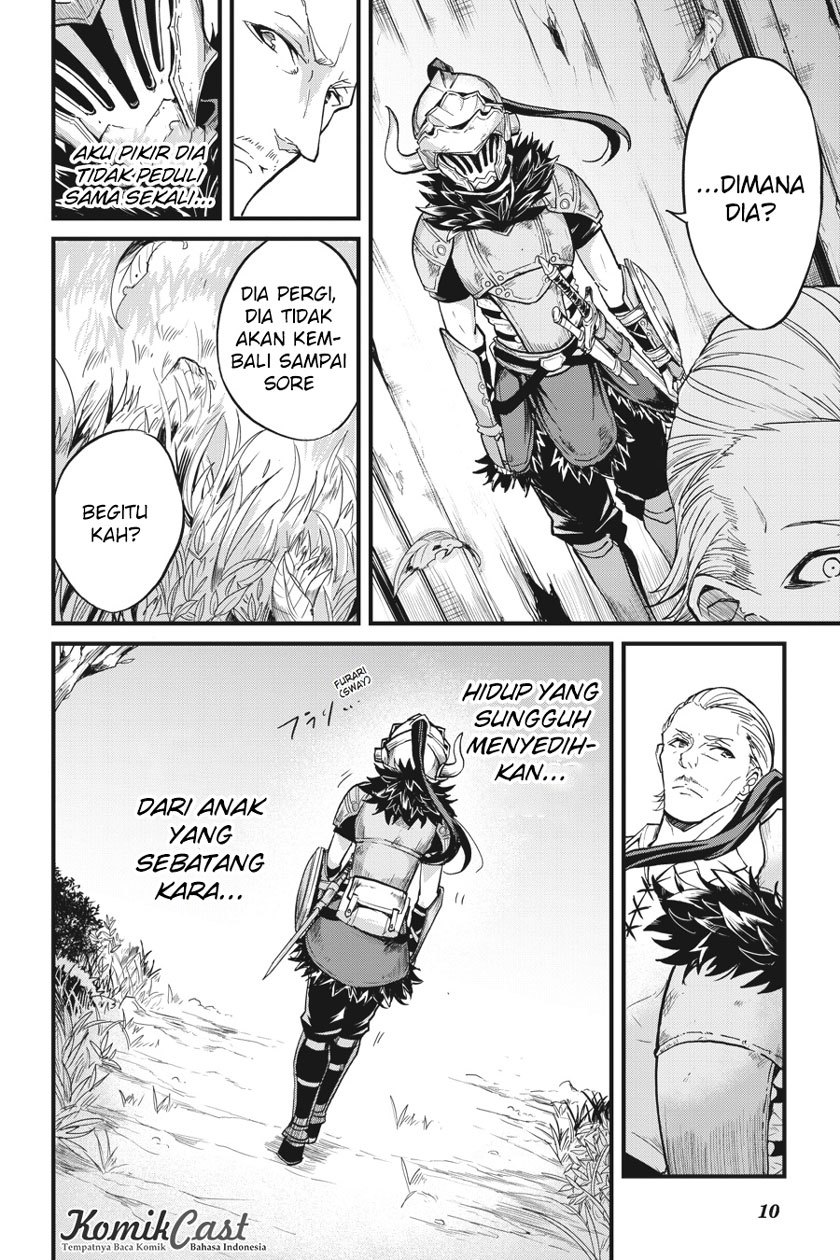 ...DIMANA
DIA?
AKU PIKIR DIA
TIDAK PEDULI
SAMA SEKALI...
DIA PERGI,
DIA TIDAK
AKAN KEM-
BALI SAMPAI
SORE
BEGITU
KAH?
HIDUP YANG
SUNGGUH
MENYEDIH-
KAN...
フラリ...
FURARI
(SWAY)
DARI ANAK
YANG
SEBATANG
KARA...
10
KomikCast
Tempatnya Baca Komik Bahasa Indonesia